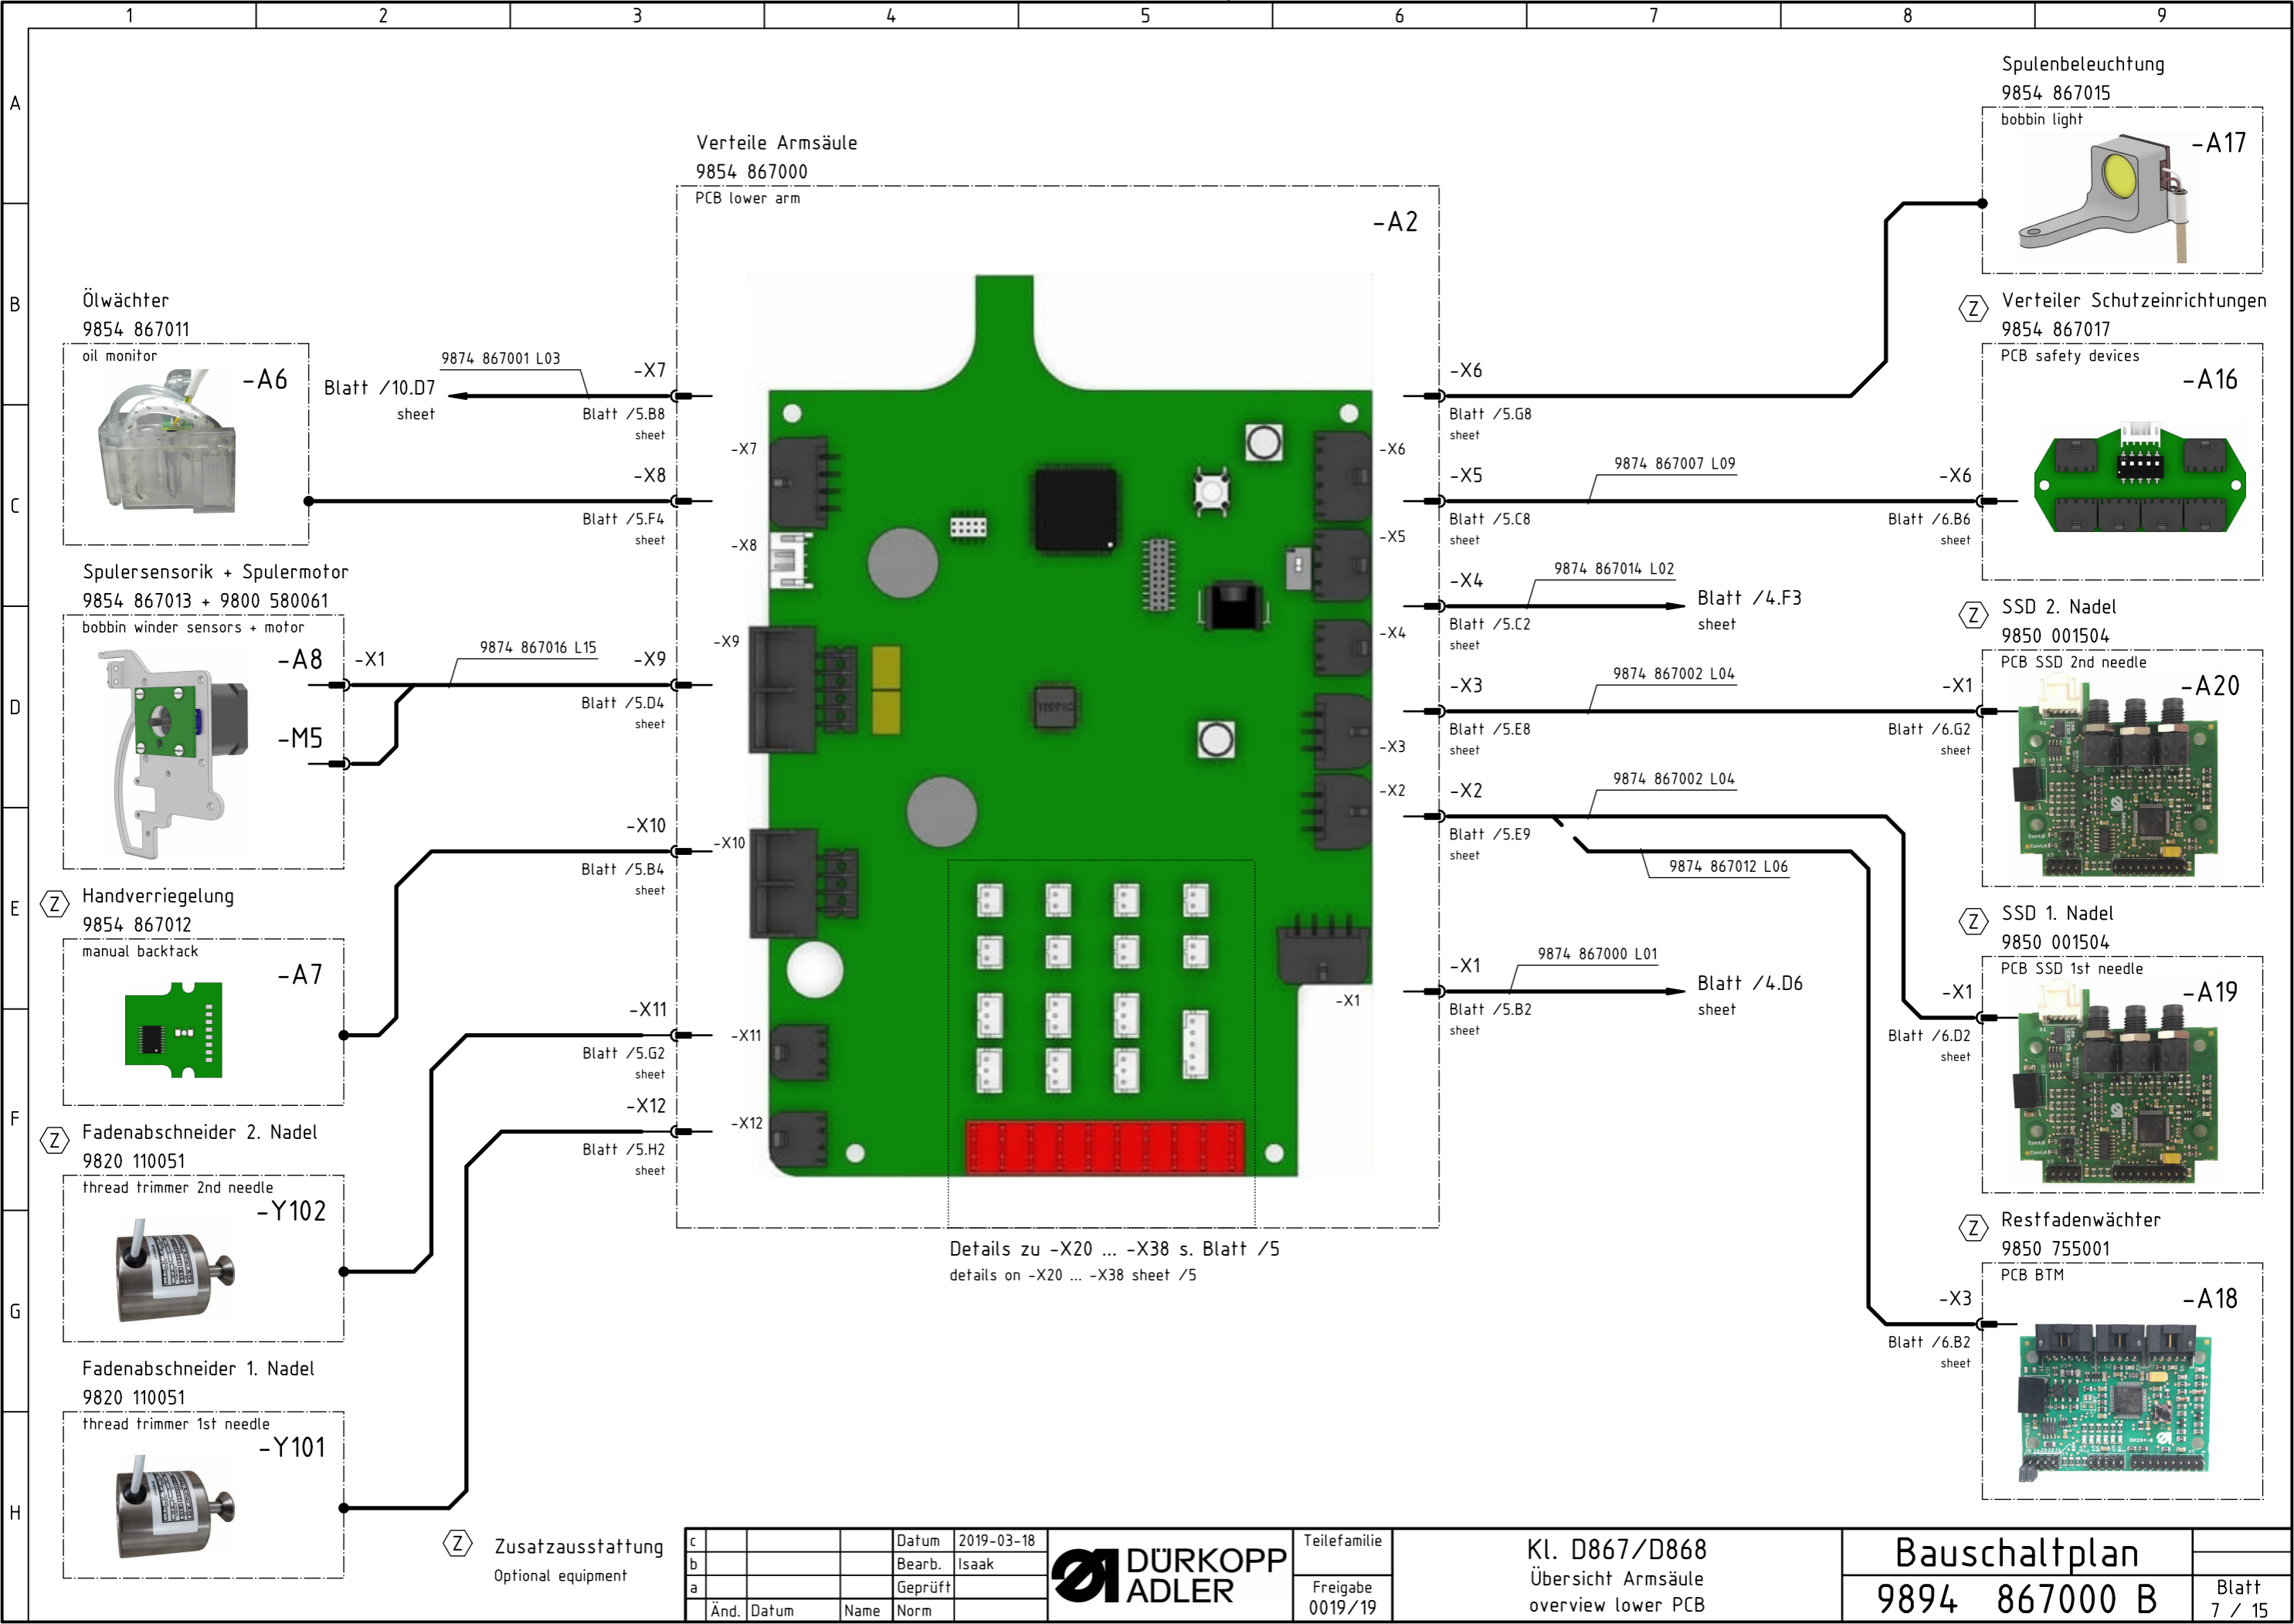 1 2 3 4 5 6 7 8 9
A
B
C
D
E
F
G
H
Verteile Armsäule
9854 867000
PCB lower arm
-A2
Ölwächter
9854 867011
oil monitor
-A6
Blatt /10.D7
sheet
9874 867001 L03
-X7
Blatt /5.B8
sheet
-X8
Blatt /5.F4
sheet
Spulersensorik + Spulermotor
9854 867013 + 9800 580061
bobbin winder sensors + motor
-A8
-X1
9874 867016 L15
-X9
Blatt /5.D4
sheet
-M5
-X10
Blatt /5.B4
sheet
Z
Handverriegelung
9854 867012
manual backtack
-A7
-X11
Blatt /5.G2
sheet
-X12
Blatt /5.H2
sheet
Z
Fadenabschneider 2. Nadel
9820 110051
thread trimmer 2nd needle
-Y102
Fadenabschneider 1. Nadel
9820 110051
thread trimmer 1st needle
-Y101
Z
Zusatzausstattung
Optional equipment
-X7
-X8
-X9
-X10
-X11
-X12
-X6
-X5
-X4
-X3
-X2
-X1
Details zu -X20 ... -X38 s. Blatt /5
details on -X20 ... -X38 sheet /5
-X6
Blatt /5.G8
sheet
-X5
Blatt /5.C8
sheet
9874 867007 L09
-X6
Blatt /6.B6
sheet
-X4
Blatt /5.C2
sheet
9874 867014 L02
Blatt /4.F3
sheet
-X3
Blatt /5.E8
sheet
9874 867002 L04
-X1
Blatt /6.G2
sheet
-X2
Blatt /5.E9
sheet
9874 867002 L04
9874 867012 L06
-X1
Blatt /5.B2
sheet
9874 867000 L01
Blatt /4.D6
sheet
-X1
Blatt /6.D2
sheet
-X3
Blatt /6.B2
sheet
Spulenbeleuchtung
9854 867015
bobbin light
-A17
Z
Verteiler Schutzeinrichtungen
9854 867017
PCB safety devices
-A16
Z
SSD 2. Nadel
9850 001504
PCB SSD 2nd needle
-A20
Z
SSD 1. Nadel
9850 001504
PCB SSD 1st needle
-A19
Z
Restfadenwächter
9850 755001
PCB BTM
-A18
c
b
a
Änd. Datum Name
Datum 2019-03-18
Bearb. Isaak
Geprüft
Norm
DÜRKOPP
ADLER
Teilefamilie
Freigabe
0019/19
Kl. D867/D868
Übersicht Armsäule
overview lower PCB
Bauschaltplan
9894 867000 B
Blatt
7 / 15